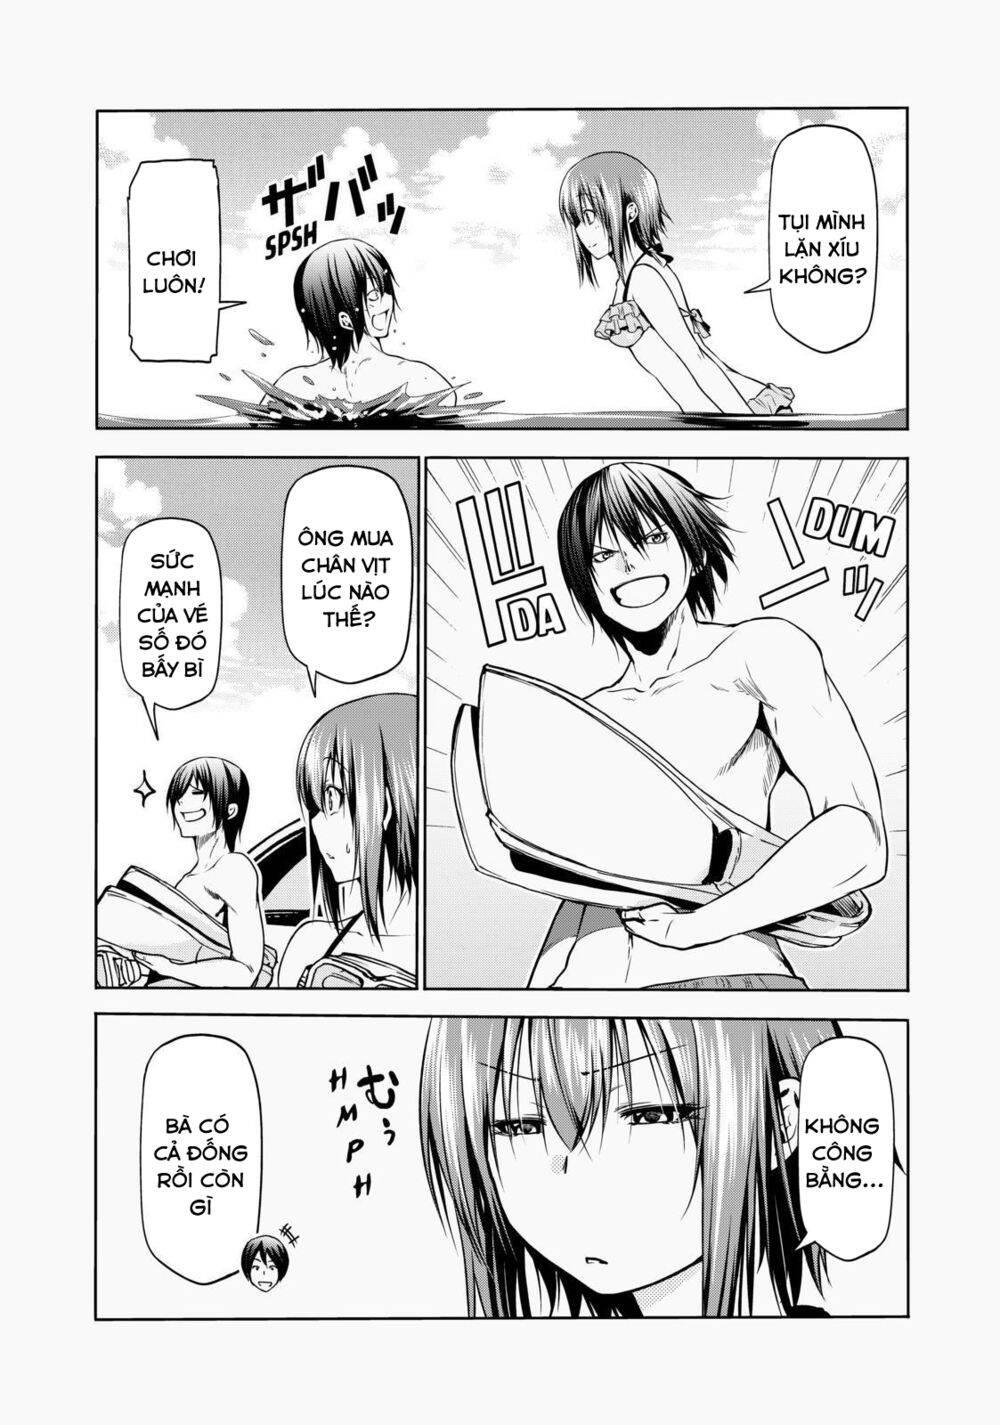 TỤI MÌNH
LẶN XÍU
KHÔNG?
ザバッ
SPSH
CHƠI
LUÔN!
DUM
DA
ÔNG MUA
CHÂN VỊT
LÚC NÀO
THẾ?
SỨC
MẠNH
CỦA VÉ
SỐ ĐÓ
BẤY BÌ
KHÔNG
CÔNG
BẰNG...
むぅ
HMPH
BÀ CÓ
CẢ ĐỐNG
RỒI CÒN
GÌ